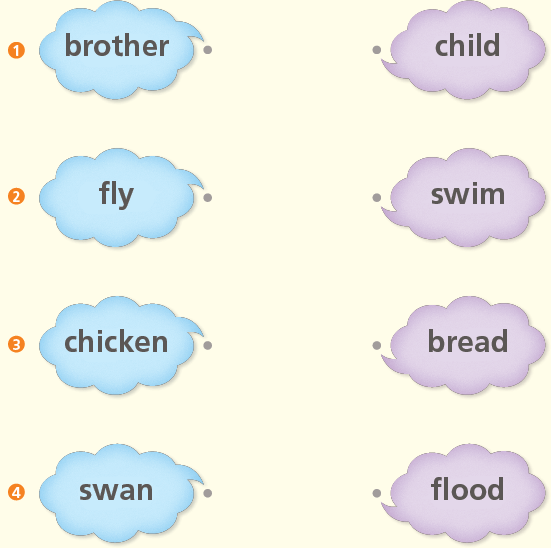 1 brother child
2 fly swim
3 chicken bread
4 swan flood